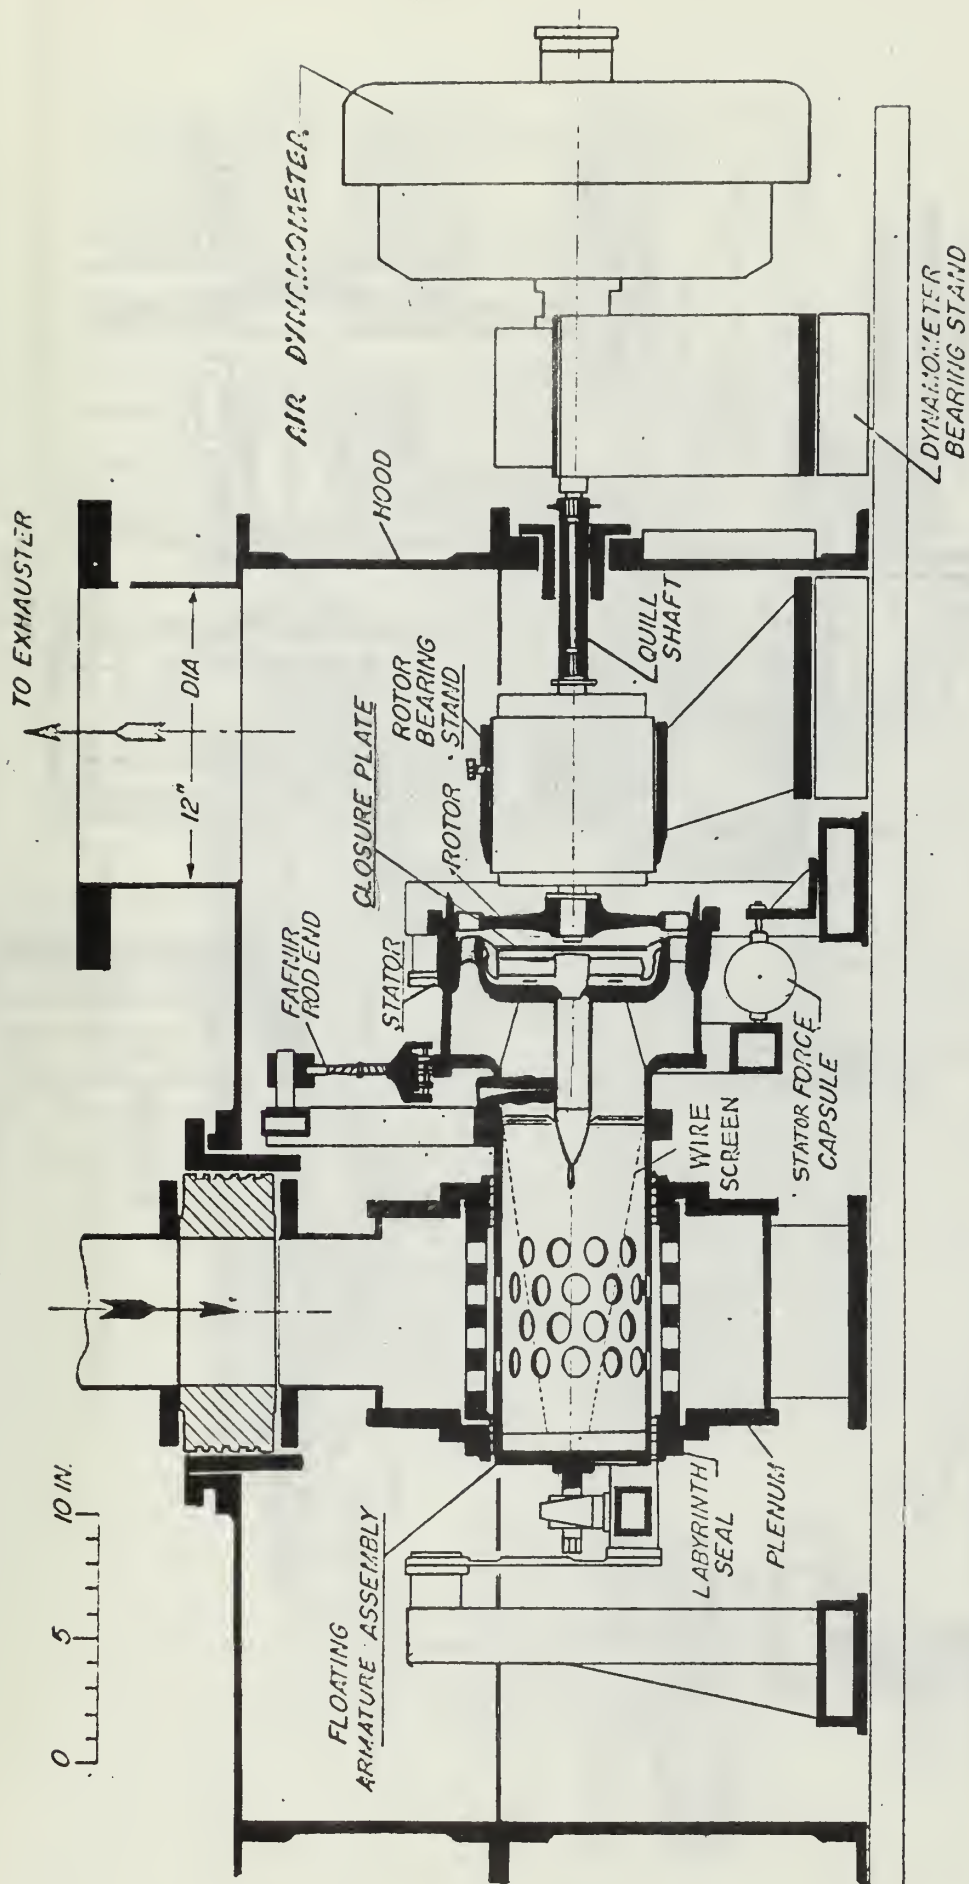 TO EXHAUSTER
AIR DYNAMOMETER
HOOD
12" DIA
CLOSURE PLATE
ROTOR
ROTOR
BEARING
STAND
QUILL
SHAFT
DYNAMOMETER
BEARING STAND
FAFNIR
ROD END
STATOR
WIRE
SCREEN
STATOR FORCE
CAPSULE
0 5 10 IN.
FLOATING
ARMATURE ASSEMBLY
LABYRINTH
SEAL
PLENUM